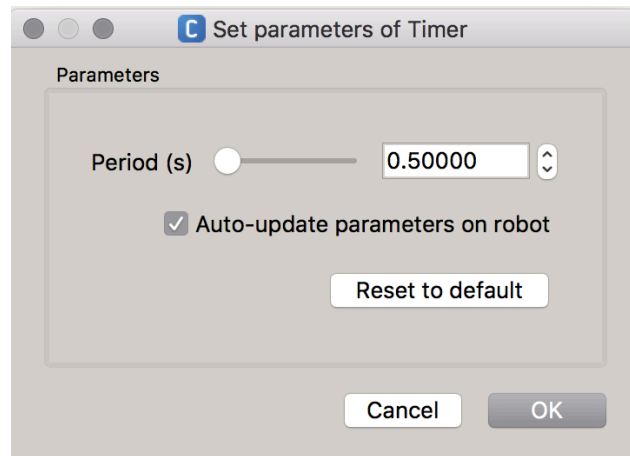 C Set parameters of Timer
Parameters
Period (s) 0.50000
Auto-update parameters on robot
Reset to default
Cancel OK